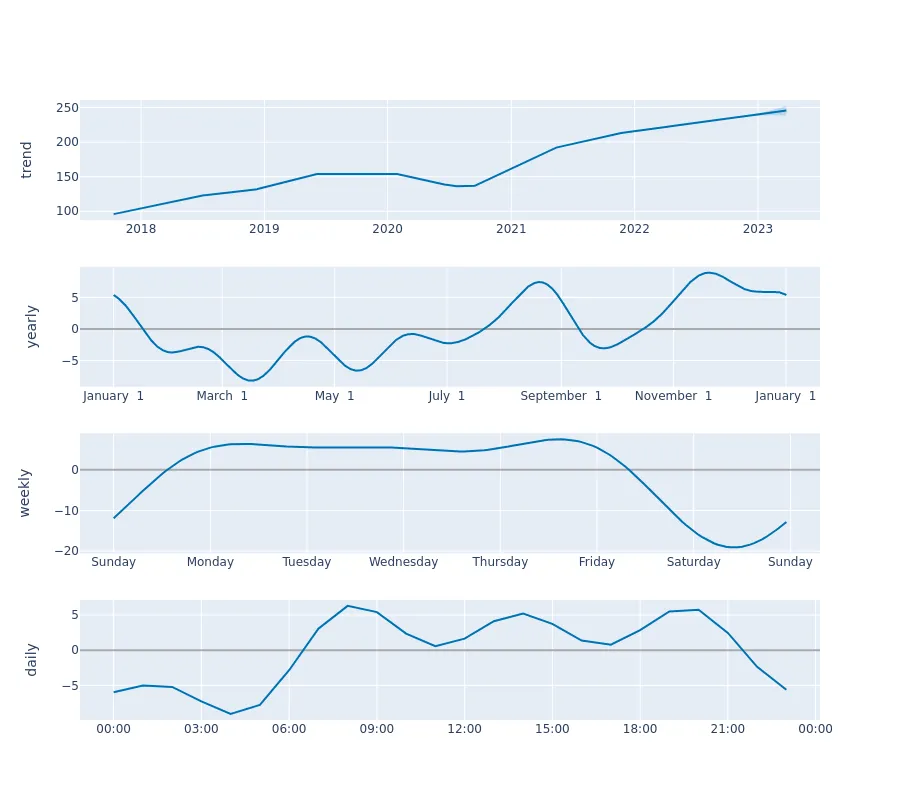 250
200
150
100
trend
2018 2019 2020 2021 2022 2023
5
0
−5
yearly
January 1 March 1 May 1 July 1 September 1 November 1 January 1
0
−10
−20
weekly
Sunday Monday Tuesday Wednesday Thursday Friday Saturday Sunday
5
0
−5
daily
00:00 03:00 06:00 09:00 12:00 15:00 18:00 21:00 00:00